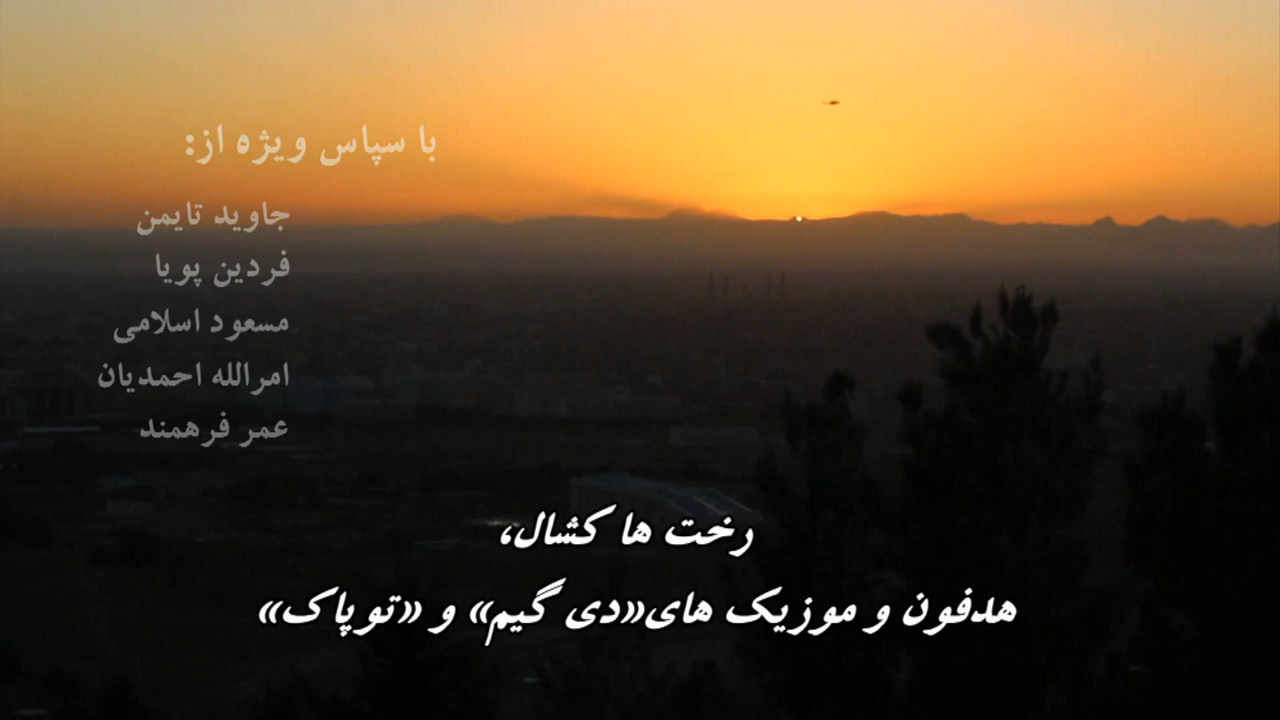 با سپاس ویژه از:
جاوید تایمن
فردین پویا
مسعود اسلامی
امرالله احمدیان
عمر فرهمند
رخت ها کشال،
هدفون و موزیک های«دی گیم» و «توپاک»